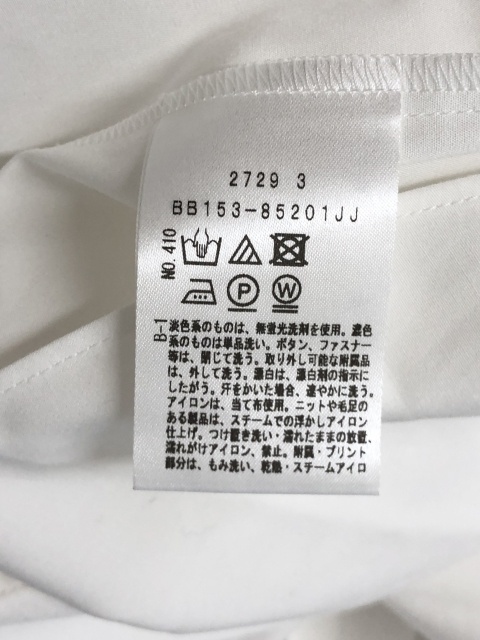 2729 3
BB153-85201JJ
NO.410
P W
B-1
淡色系のものは、無蛍光洗剤を使用。濃色
系のものは単品洗い。ボタン、ファスナー
等は、閉じて洗う。取り外し可能な附属品
は、外して洗う。漂白は、漂白剤の指示に
したがう。汗をかいた場合、速やかに洗う。
アイロンは、当て布使用。ニットや毛足の
ある製品は、スチームでの浮かしアイロン
仕上げ。つけ置き洗い・濡れたままの放置、
濡れがけアイロン、禁止。附属・プリント
部分は、もみ洗い、乾燥・スチームアイロ